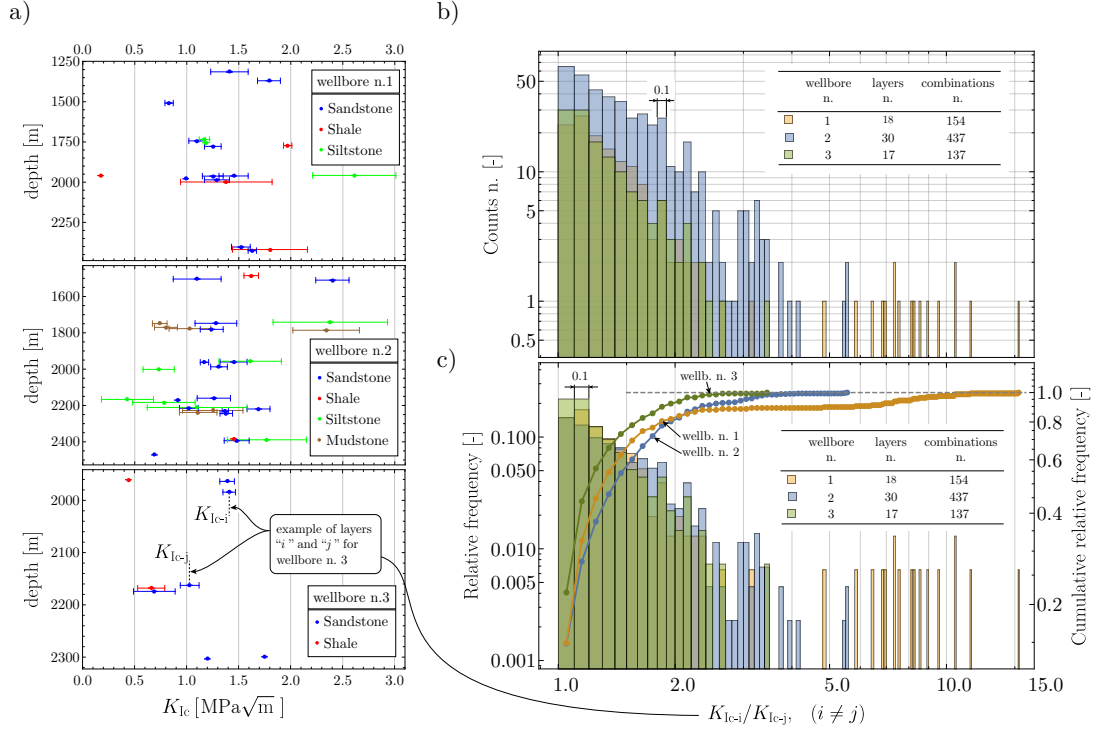 a)
0.0 0.5 1.0 1.5 2.0 2.5 3.0
1250
1500
1750
2000
2250
depth [m]
wellbore n.1
Sandstone
Shale
Siltstone
1600
1800
2000
2200
2400
depth [m]
wellbore n.2
Sandstone
Shale
Siltstone
Mudstone
2000
2100
2200
2300
depth [m]
K_Ic-i
K_Ic-j
example of layers
“i” and “j” for
wellbore n. 3
wellbore n.3
Sandstone
Shale
0.0 0.5 1.0 1.5 2.0 2.5 3.0
K_Ic [MPa√m]
b)
50
10
5
1
0.5
Counts n. [-]
0.1
wellbore layers combinations
n. n. n.
1 18 154
2 30 437
3 17 137
c)
0.100
0.050
0.010
0.005
0.001
Relative frequency [-]
0.1
wellb. n. 3
wellb. n. 1
wellb. n. 2
wellbore layers combinations
n. n. n.
1 18 154
2 30 437
3 17 137
1.0
0.8
0.6
0.4
0.2
Cumulative relative frequency [-]
1.0 2.0 5.0 10.0 15.0
K_Ic-i/K_Ic-j, (i ≠ j)